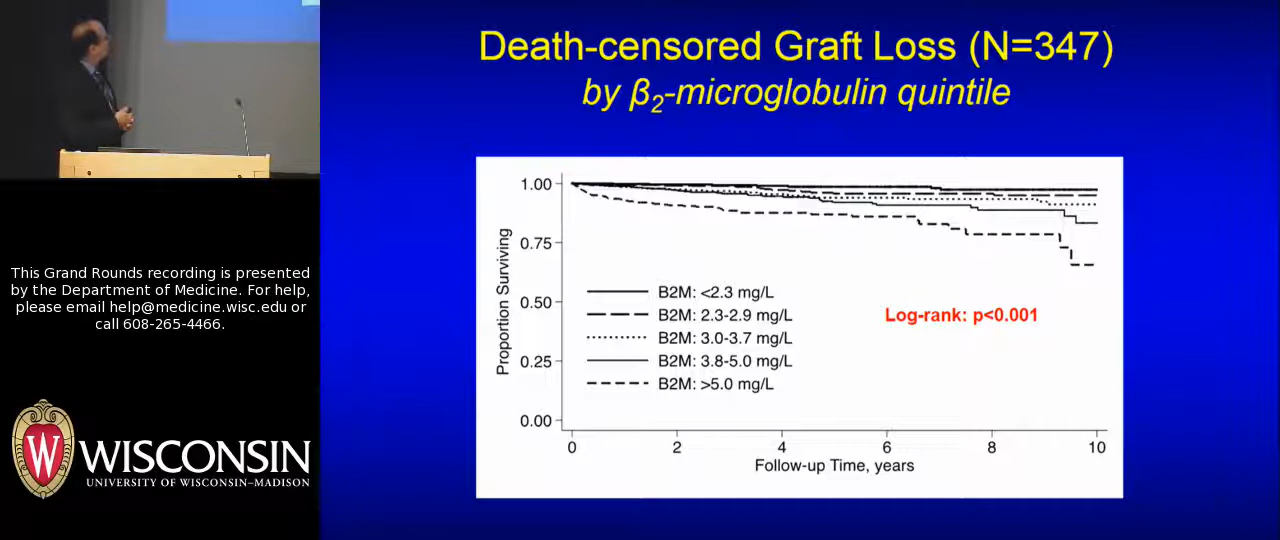 Death-censored Graft Loss (N=347)
by β₂-microglobulin quintile
This Grand Rounds recording is presented
by the Department of Medicine. For help,
please email help@medicine.wisc.edu or
call 608-265-4466.
W
WISCONSIN
UNIVERSITY OF WISCONSIN–MADISON
Proportion Surviving
1.00
0.75
0.50
0.25
0.00
B2M: <2.3 mg/L
B2M: 2.3-2.9 mg/L
B2M: 3.0-3.7 mg/L
B2M: 3.8-5.0 mg/L
B2M: >5.0 mg/L
Log-rank: p<0.001
0 2 4 6 8 10
Follow-up Time, years